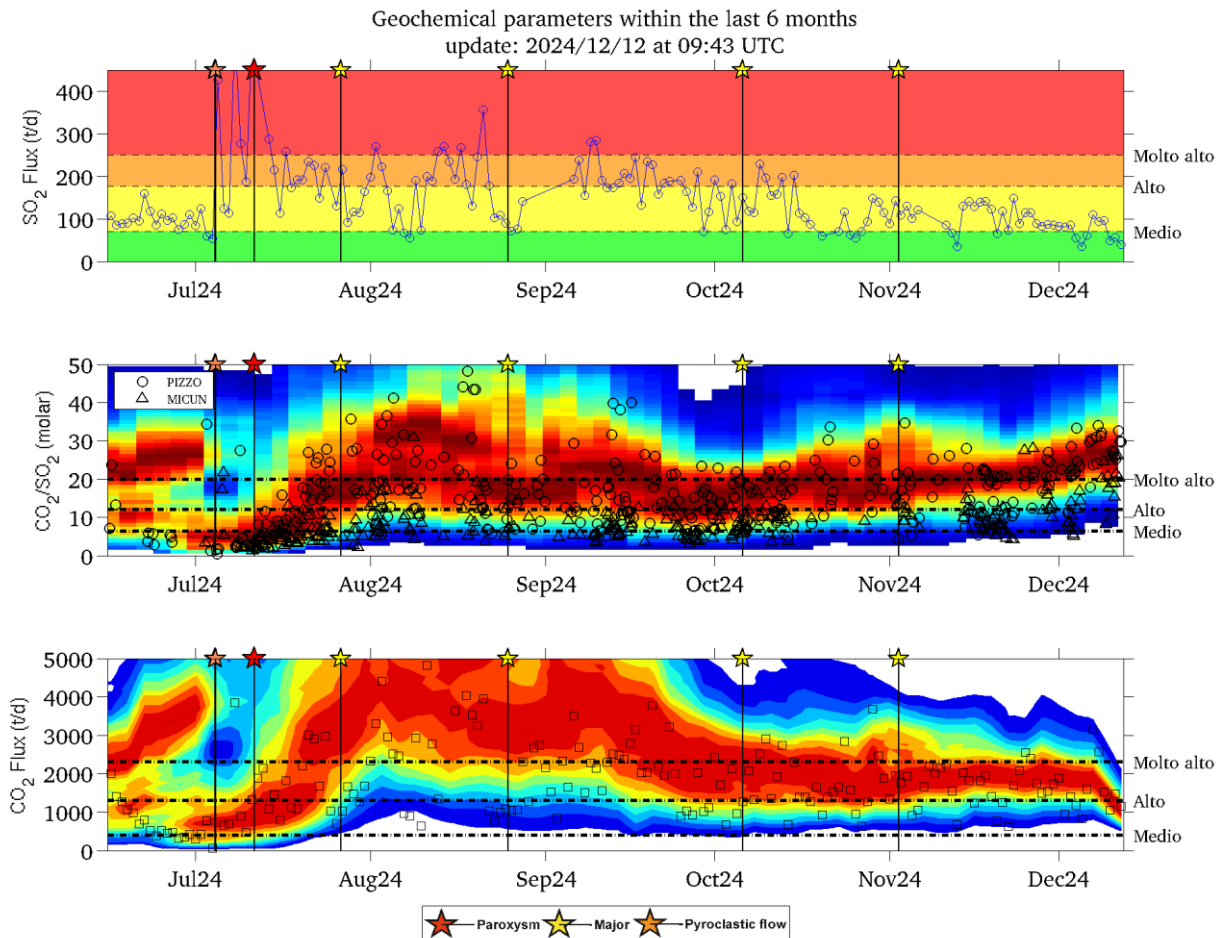 Geochemical parameters within the last 6 months
update: 2024/12/12 at 09:43 UTC
SO2 Flux (t/d)
400
300
200
100
0
Molto alto
Alto
Medio
Jul24 Aug24 Sep24 Oct24 Nov24 Dec24
CO2/SO2 (molar)
50
40
30
20
10
0
PIZZO
MICUN
Molto alto
Alto
Medio
Jul24 Aug24 Sep24 Oct24 Nov24 Dec24
CO2 Flux (t/d)
5000
4000
3000
2000
1000
0
Molto alto
Alto
Medio
Jul24 Aug24 Sep24 Oct24 Nov24 Dec24
Paroxysm Major Pyroclastic flow